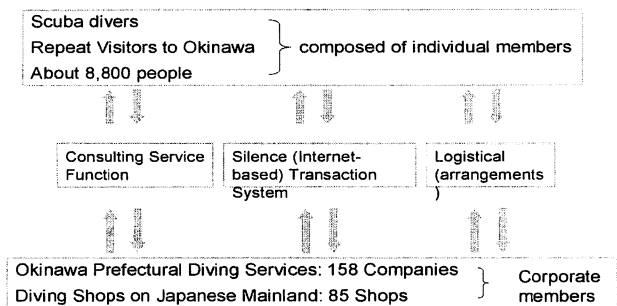 Scuba divers
Repeat Visitors to Okinawa
About 8,800 people
composed of individual members
Consulting Service
Function
Silence (Internet-
based) Transaction
System
Logistical
(arrangements
)
Okinawa Prefectural Diving Services: 158 Companies
Diving Shops on Japanese Mainland: 85 Shops
Corporate
members